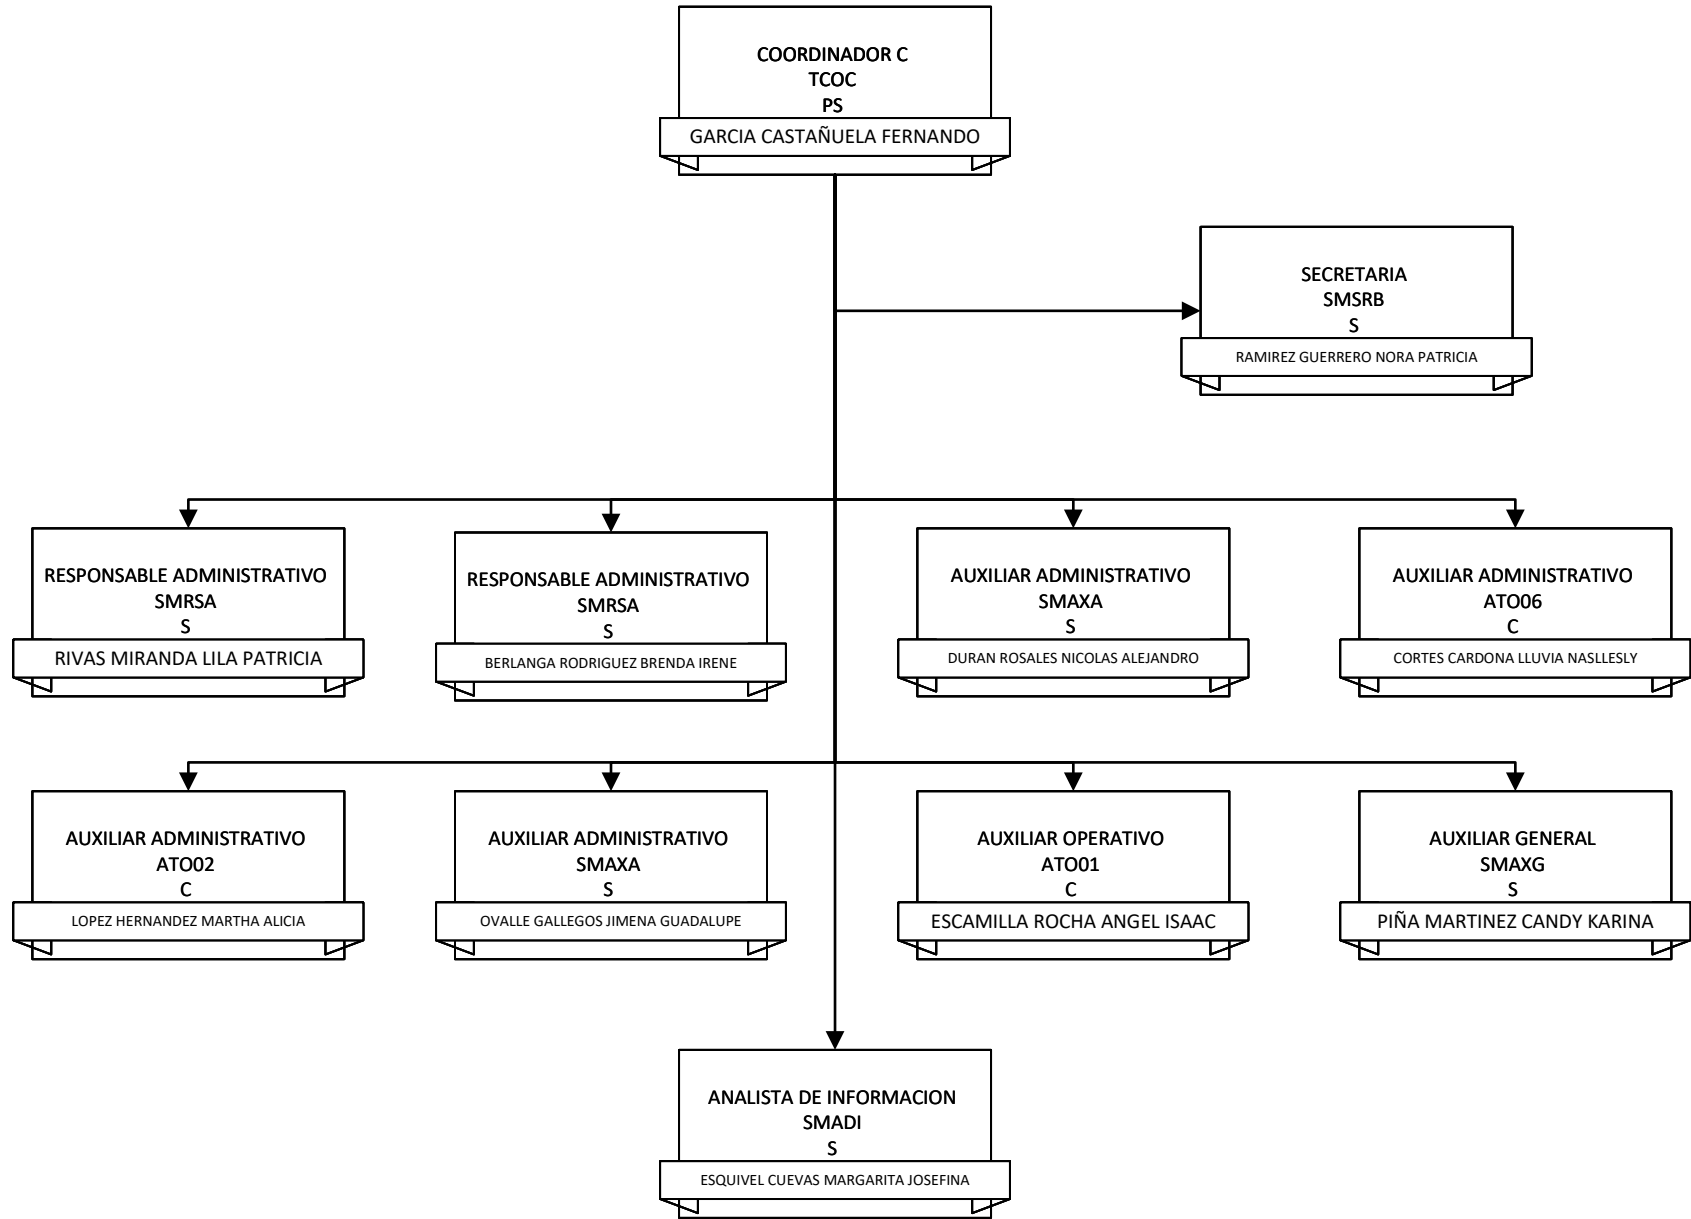 COORDINADOR C
TCOC
PS
GARCIA CASTAÑUELA FERNANDO
SECRETARIA
SMSRB
S
RAMIREZ GUERRERO NORA PATRICIA
RESPONSABLE ADMINISTRATIVO
SMRSA
S
RIVAS MIRANDA LILA PATRICIA
RESPONSABLE ADMINISTRATIVO
SMRSA
S
BERLANGA RODRIGUEZ BRENDA IRENE
AUXILIAR ADMINISTRATIVO
SMAXA
S
DURAN ROSALES NICOLAS ALEJANDRO
AUXILIAR ADMINISTRATIVO
ATO06
C
CORTES CARDONA LLUVIA NASLLESLY
AUXILIAR ADMINISTRATIVO
ATO02
C
LOPEZ HERNANDEZ MARTHA ALICIA
AUXILIAR ADMINISTRATIVO
SMAXA
S
OVALLE GALLEGOS JIMENA GUADALUPE
AUXILIAR OPERATIVO
ATO01
C
ESCAMILLA ROCHA ANGEL ISAAC
AUXILIAR GENERAL
SMAXG
S
PIÑA MARTINEZ CANDY KARINA
ANALISTA DE INFORMACION
SMADI
S
ESQUIVEL CUEVAS MARGARITA JOSEFINA